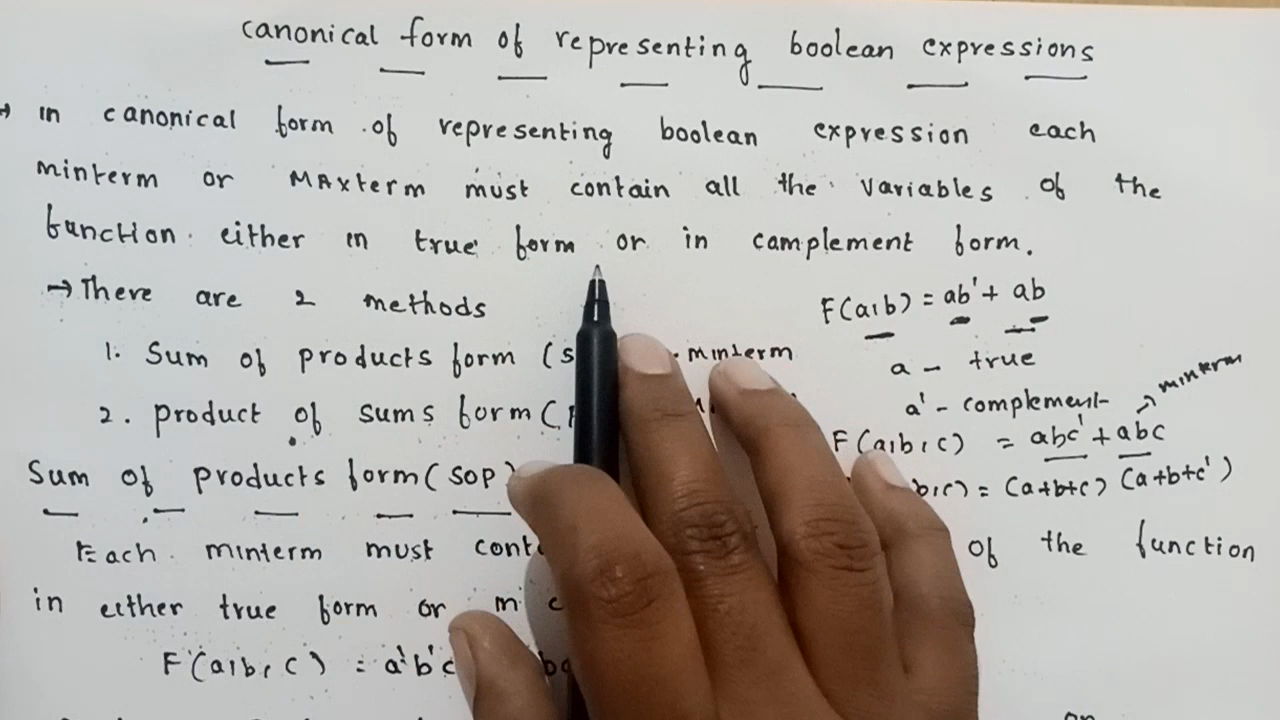 canonical form of representing boolean expressions
→ in canonical form of representing boolean expression each
minterm or MAxterm must contain all the variables of the
function either in true form or in camplement form.
→ There are 2 methods
F(a,b) = ab' + ab
1. Sum of products form (S minterm
a - true
a' - complement
minterm
2. product of sums form (
F(a,b,c) = abc' + abc
b,c) = (a+b+c) (a+b+c')
Sum of products form (SOP)
Each minterm must of the function
in either true form or in c
F(a,b,c) = a'b'c